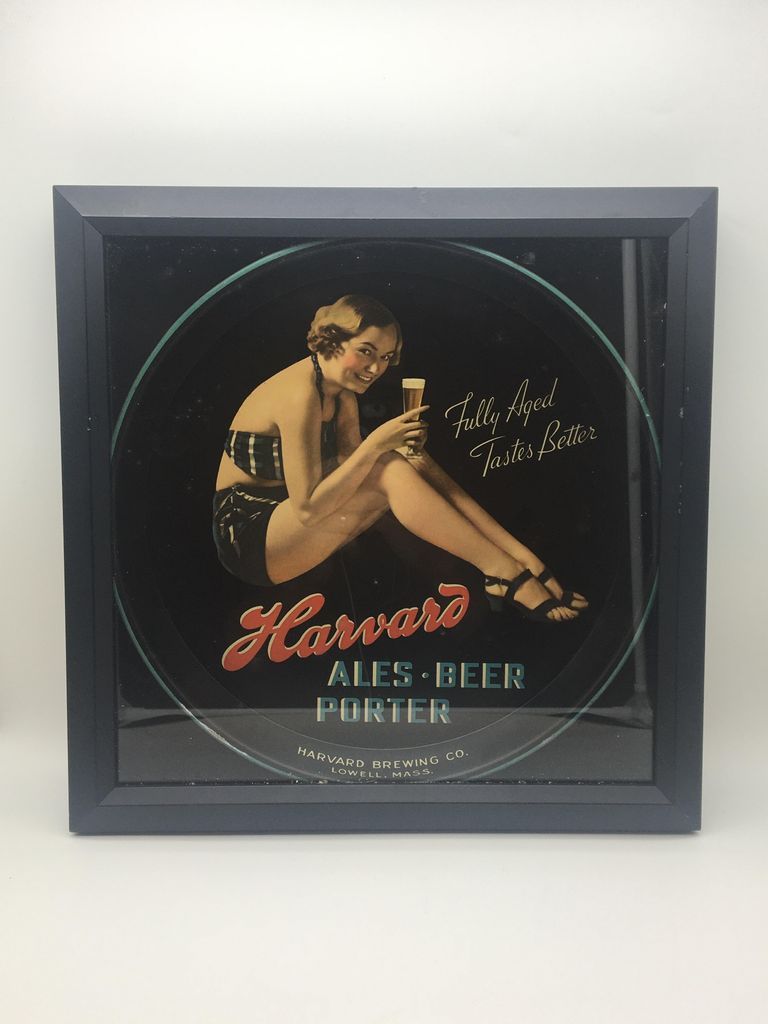 Fully Aged
Tastes Better
Harvard
ALES · BEER
PORTER
HARVARD BREWING CO.
LOWELL, MASS.